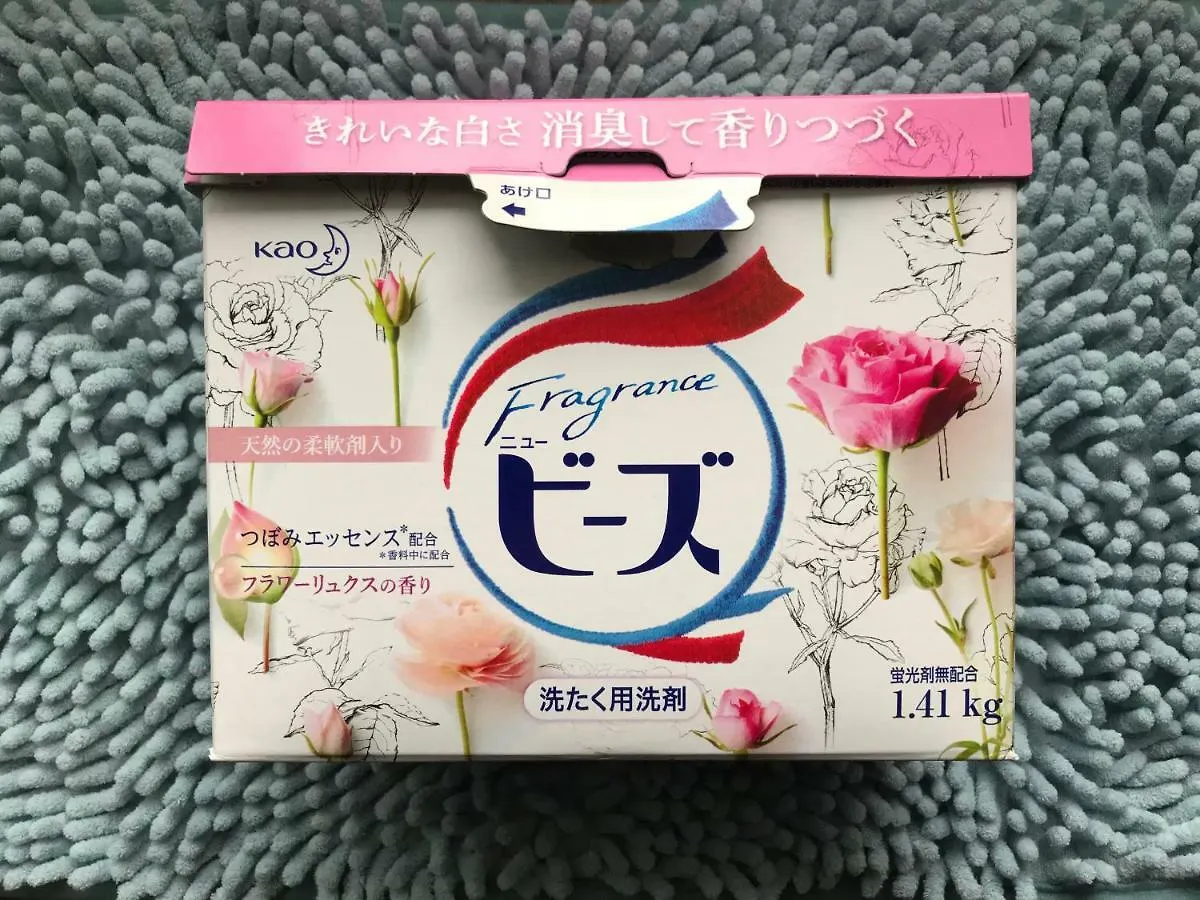 きれいな白さ 消臭して香りつづく
あけ口
Kao
Fragrance
ニュー
ビーズ
天然の柔軟剤入り
つぼみエッセンス*配合
*香料中に配合
フラワーリュクスの香り
洗たく用洗剤
蛍光剤無配合
1.41 kg